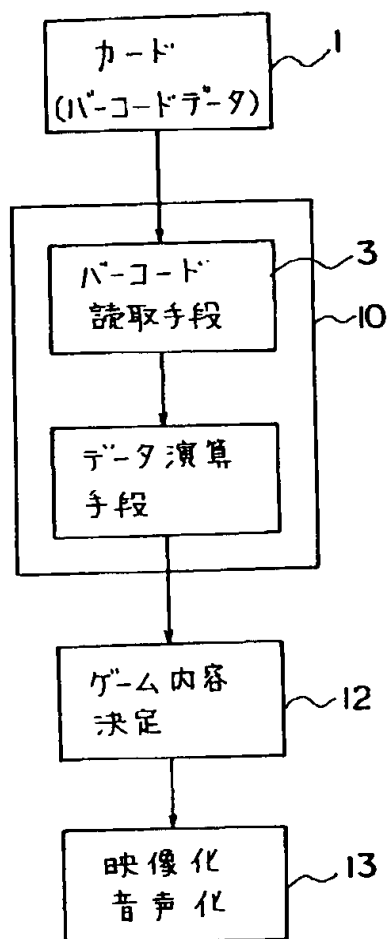 カード
1
(バーコードデータ)
バーコード
3
読取手段
10
データ演算
手段
ゲーム内容
決定
12
映像化
13
音声化